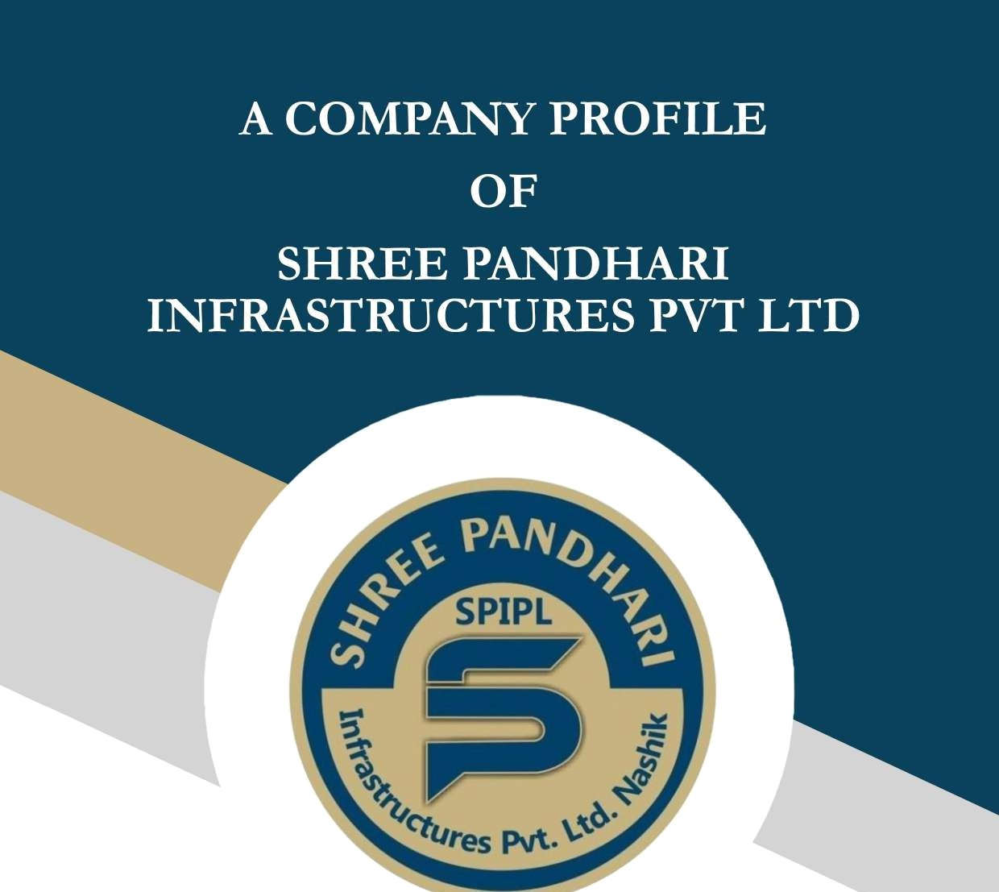 A COMPANY PROFILE
OF
SHREE PANDHARI
INFRASTRUCTURES PVT LTD
SHREE PANDHARI
SPIPL
Infrastructures Pvt. Ltd. Nashik